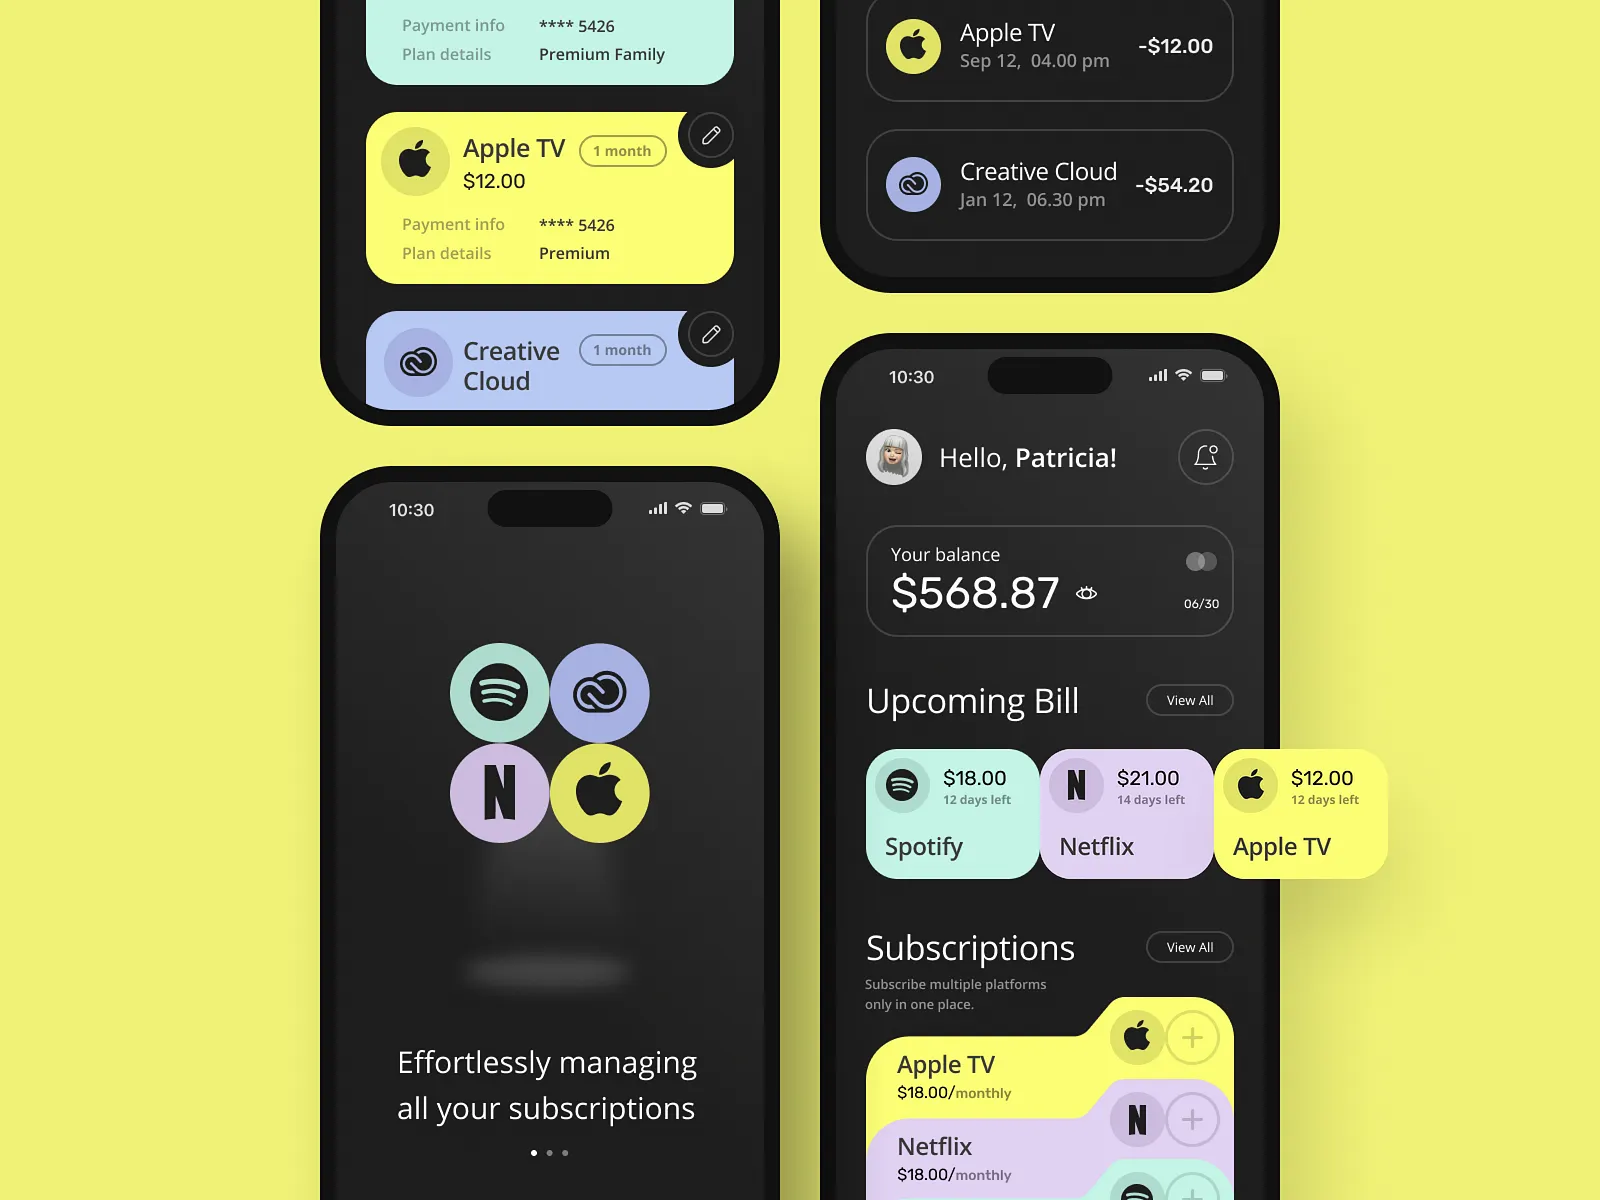 Payment info **** 5426
Plan details Premium Family
Apple TV 1 month
$12.00
Payment info **** 5426
Plan details Premium
Creative 1 month
Cloud
10:30
Effortlessly managing
all your subscriptions
Apple TV
Sep 12, 04.00 pm
-$12.00
Creative Cloud
Jan 12, 06.30 pm
-$54.20
10:30
Hello, Patricia!
Your balance
$568.87
06/30
Upcoming Bill View All
$18.00
12 days left
Spotify
$21.00
14 days left
Netflix
$12.00
12 days left
Apple TV
Subscriptions View All
Subscribe multiple platforms
only in one place.
Apple TV
$18.00/monthly
Netflix
$18.00/monthly